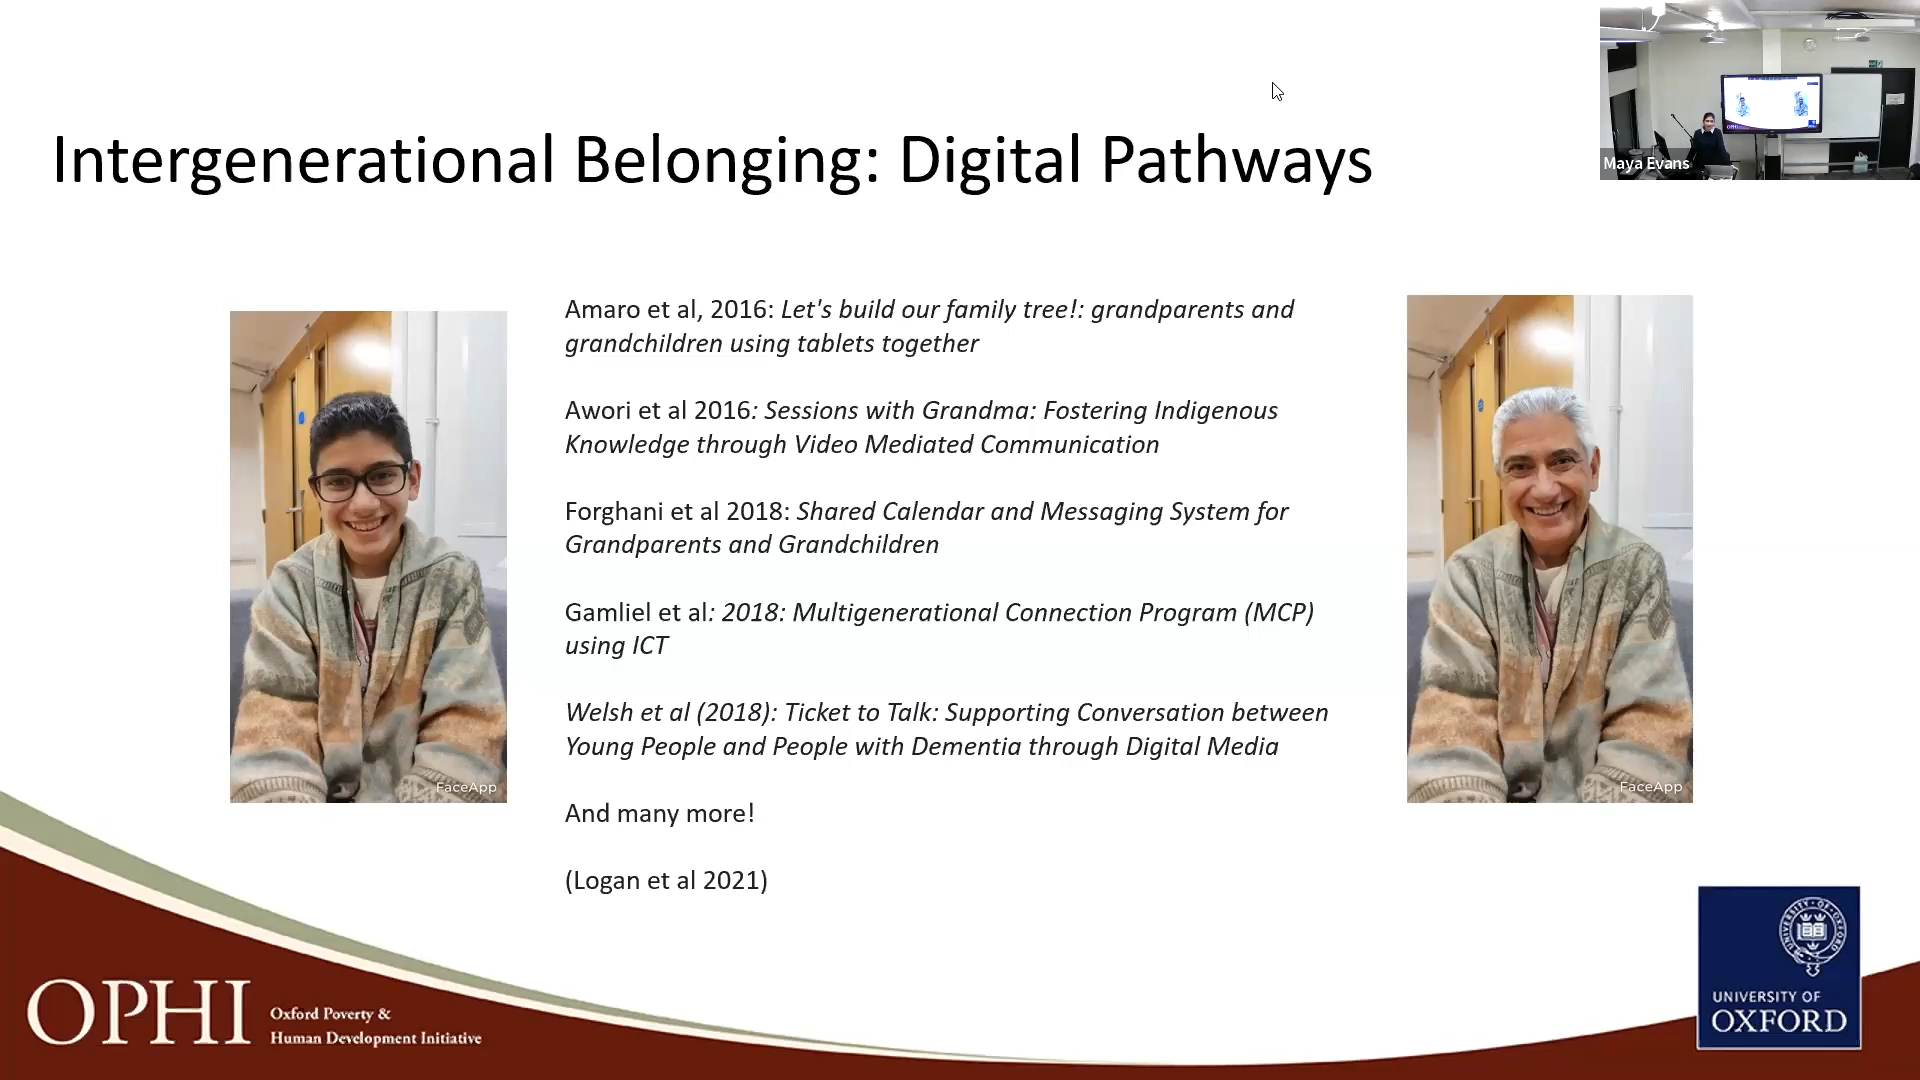 Intergenerational Belonging: Digital Pathways
Maya Evans
Amaro et al, 2016: Let's build our family tree!: grandparents and
grandchildren using tablets together
Awori et al 2016: Sessions with Grandma: Fostering Indigenous
Knowledge through Video Mediated Communication
Forghani et al 2018: Shared Calendar and Messaging System for
Grandparents and Grandchildren
Gamliel et al: 2018: Multigenerational Connection Program (MCP)
using ICT
Welsh et al (2018): Ticket to Talk: Supporting Conversation between
Young People and People with Dementia through Digital Media
And many more!
(Logan et al 2021)
FaceApp
FaceApp
OPHI
Oxford Poverty &
Human Development Initiative
UNIVERSITY OF
OXFORD